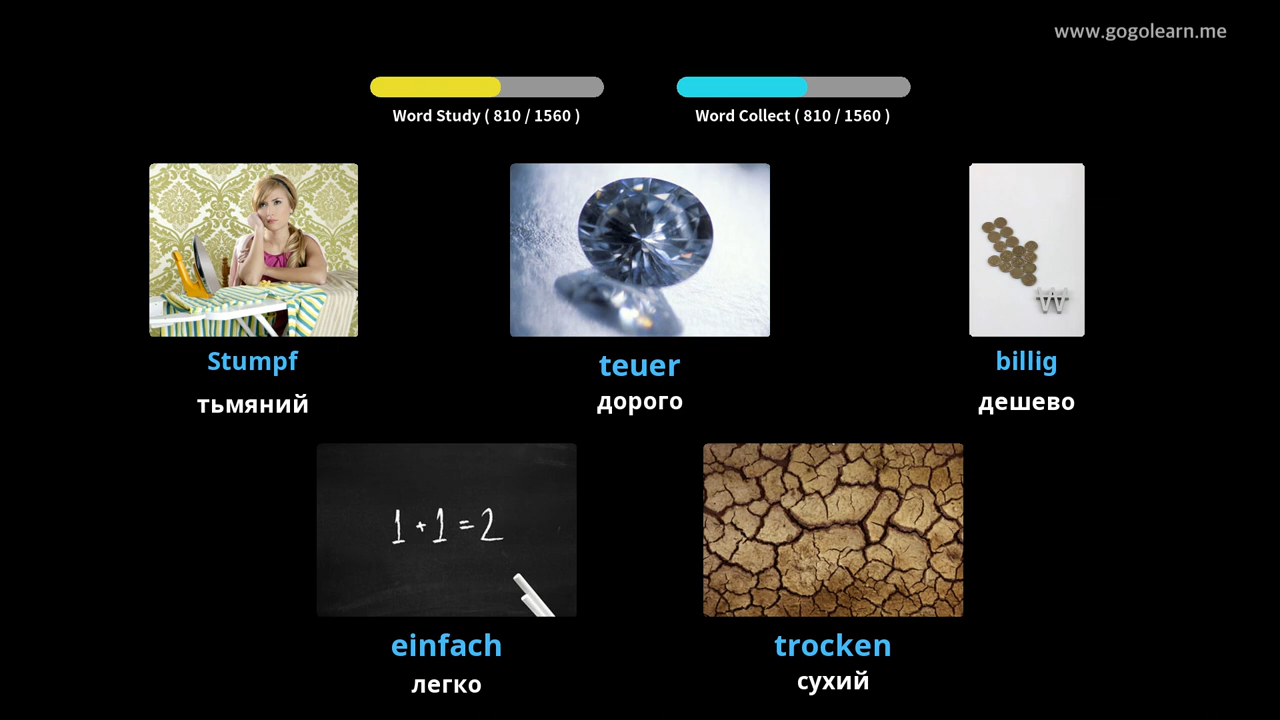 www.gogolearn.me
Word Study ( 810 / 1560 )
Word Collect ( 810 / 1560 )
Stumpf
тьмяний
teuer
дорого
billig
дешево
₩
1 + 1 = 2
einfach
легко
trocken
сухий